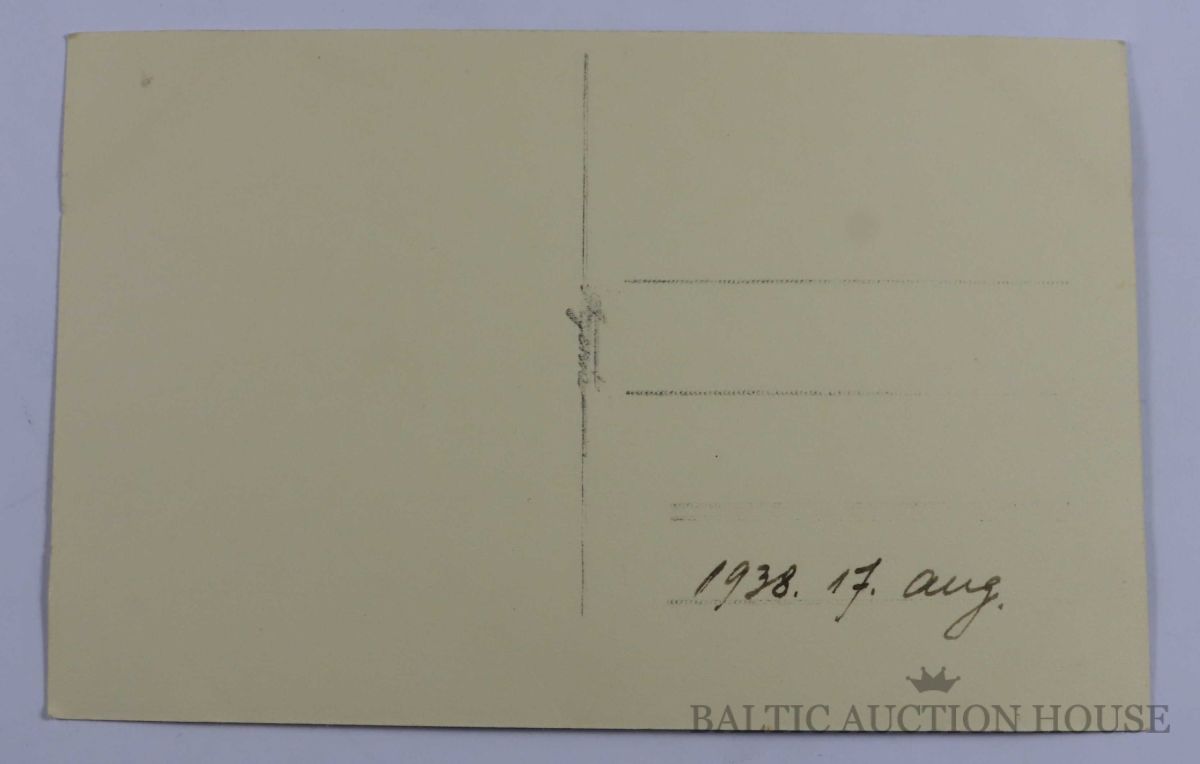 1938. 17. aug.
BALTIC AUCTION HOUSE